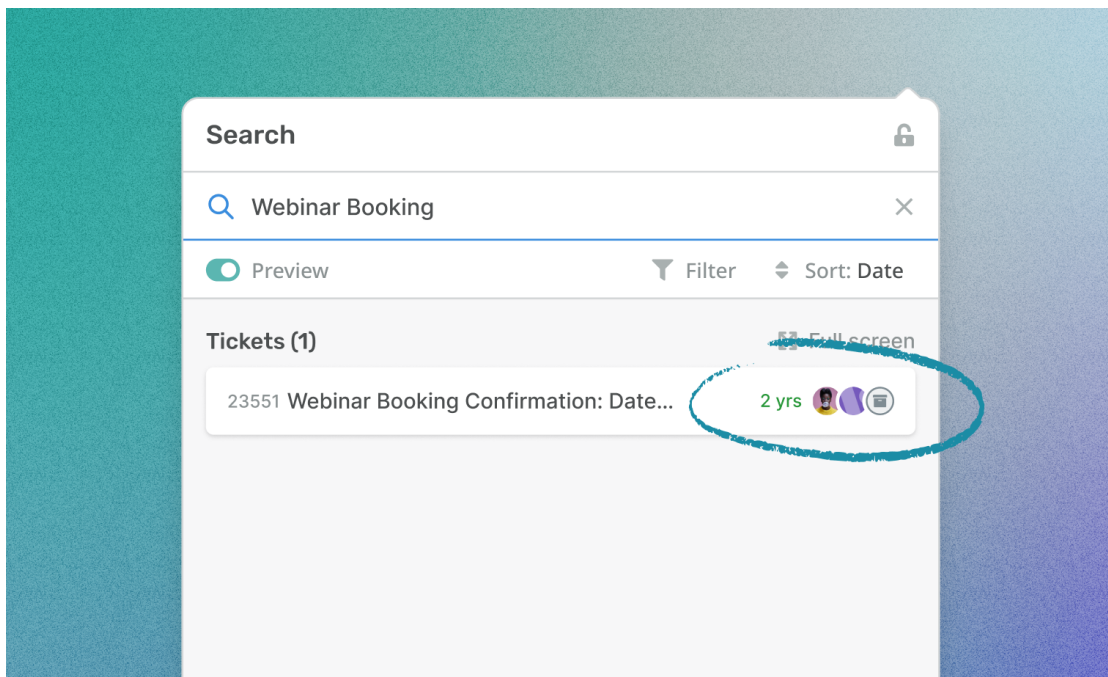 Search
Webinar Booking
Preview Filter Sort: Date
Tickets (1) Full screen
23551 Webinar Booking Confirmation: Date... 2 yrs